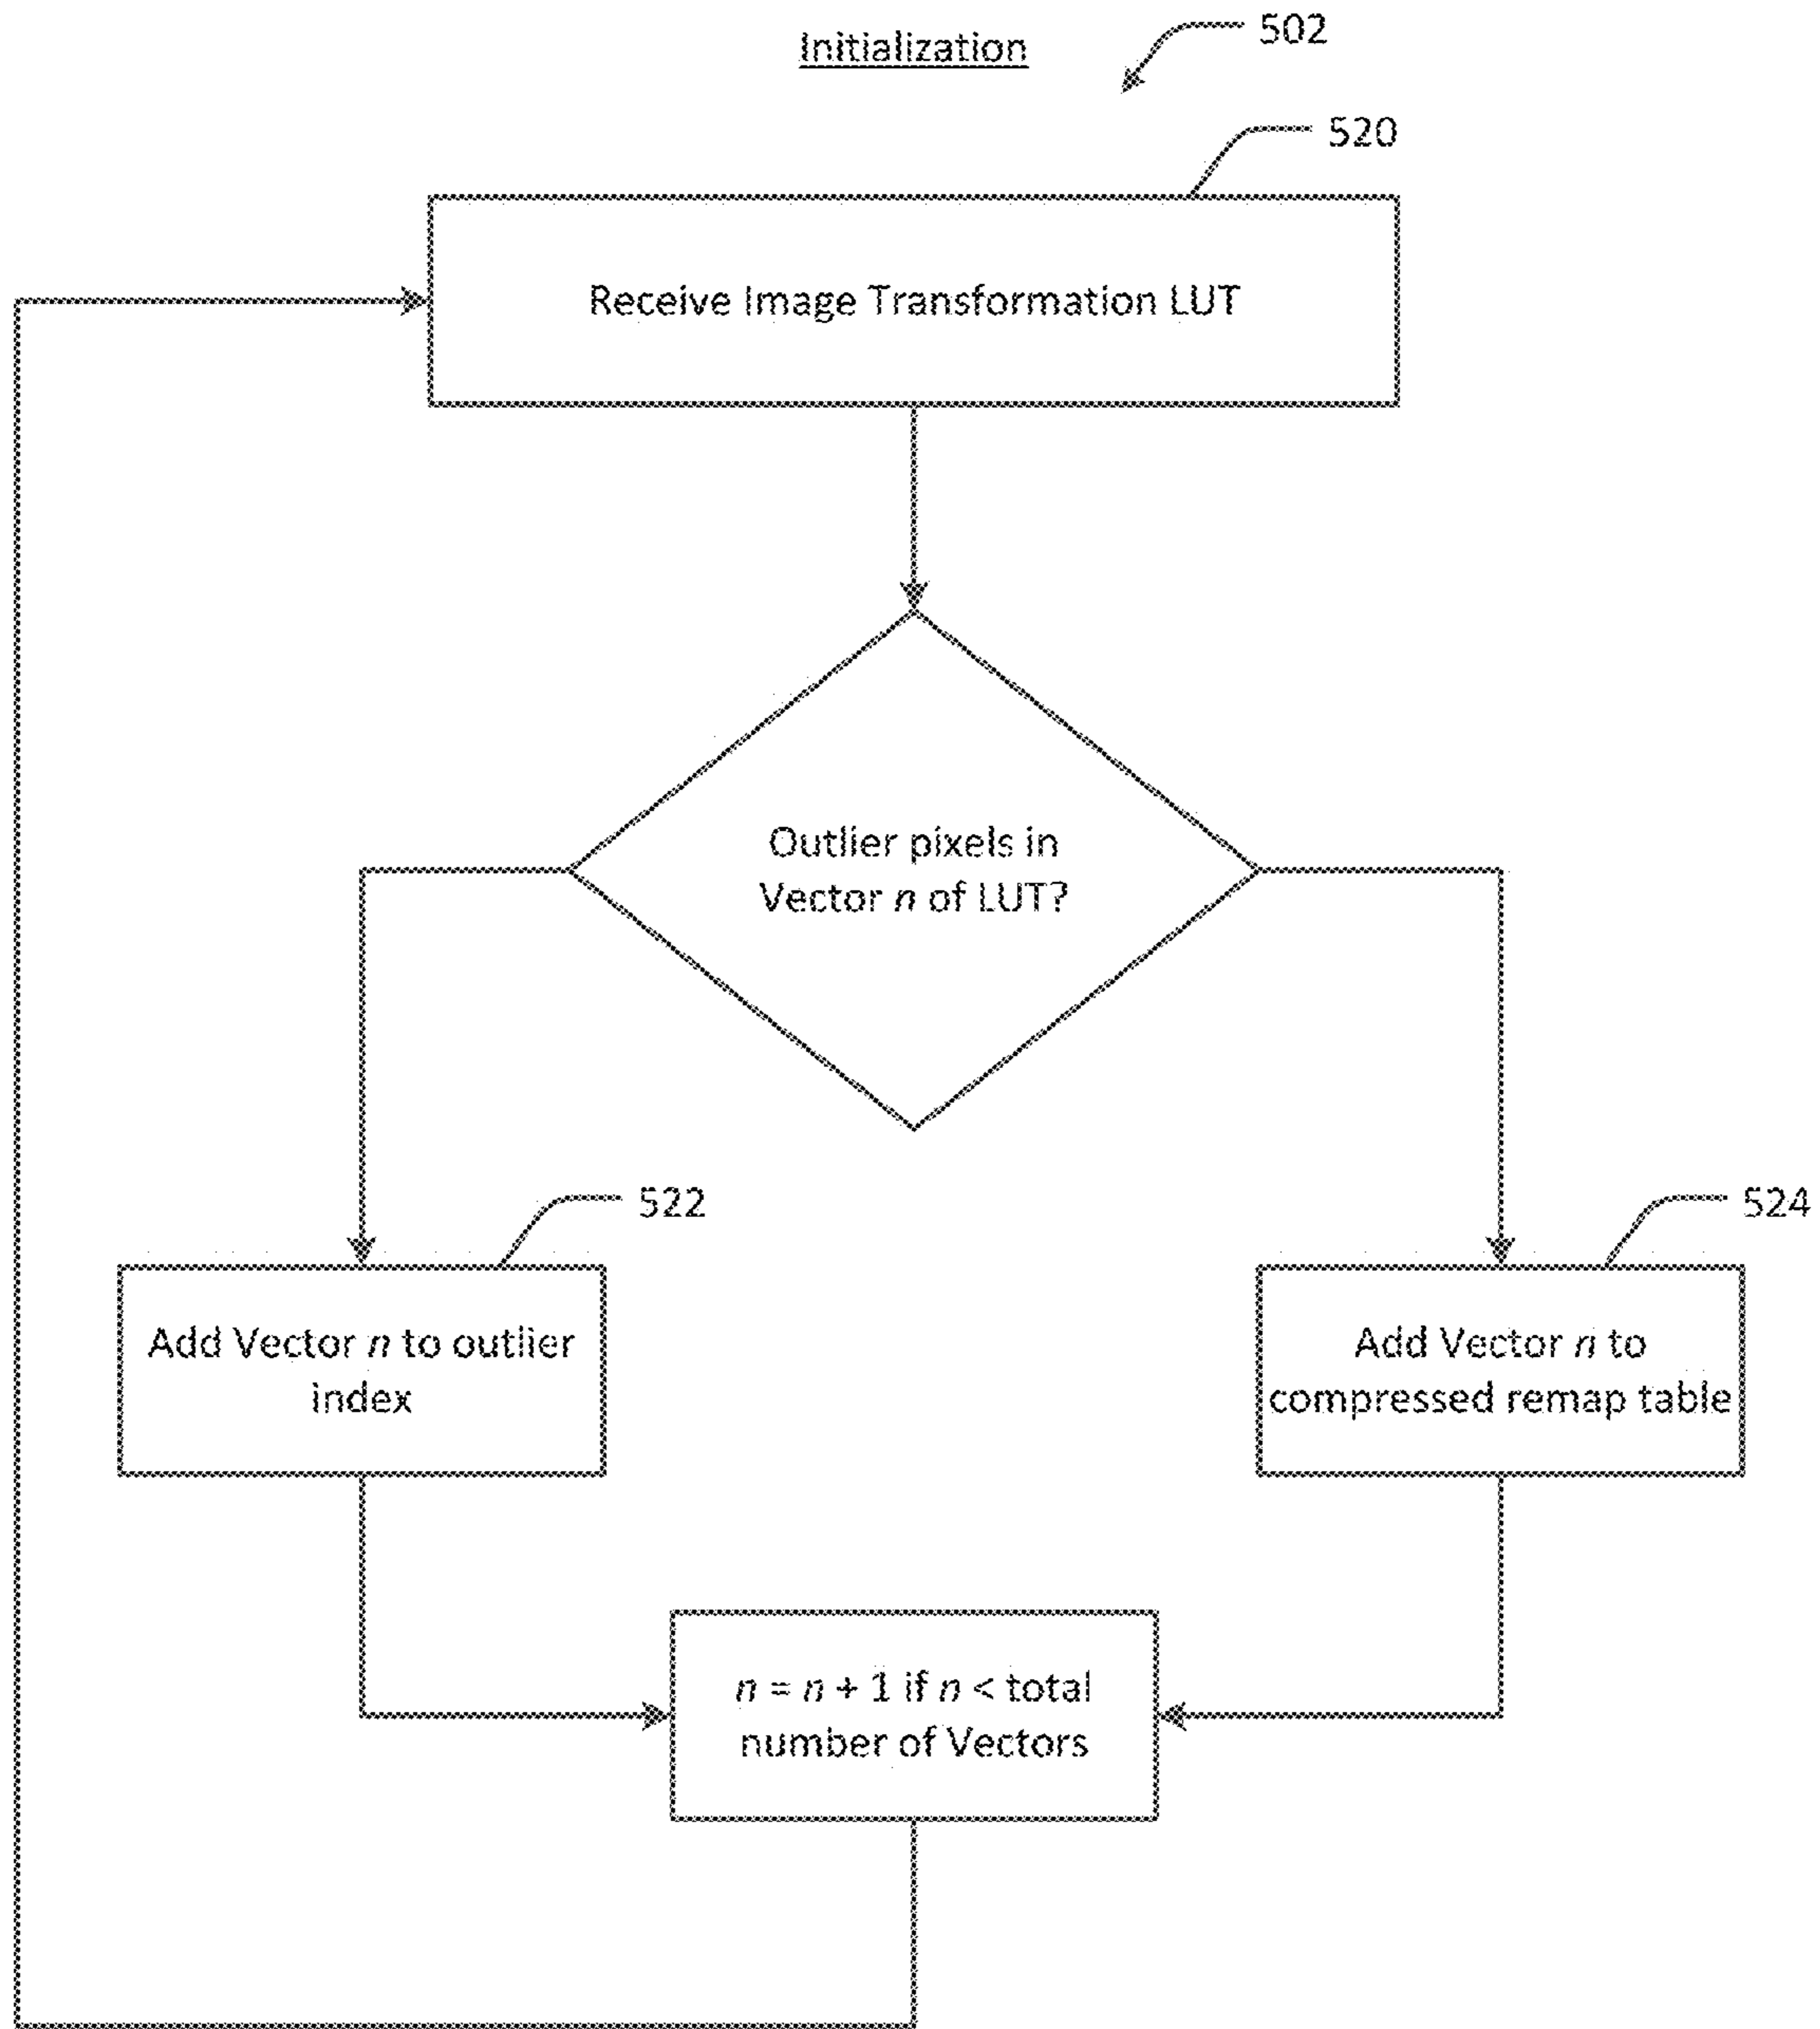 Initialization
502
520
Receive Image Transformation LUT
Outlier pixels in
Vector n of LUT?
522
524
Add Vector n to outlier
index
Add Vector n to
compressed remap table
n = n + 1 if n < total
number of Vectors